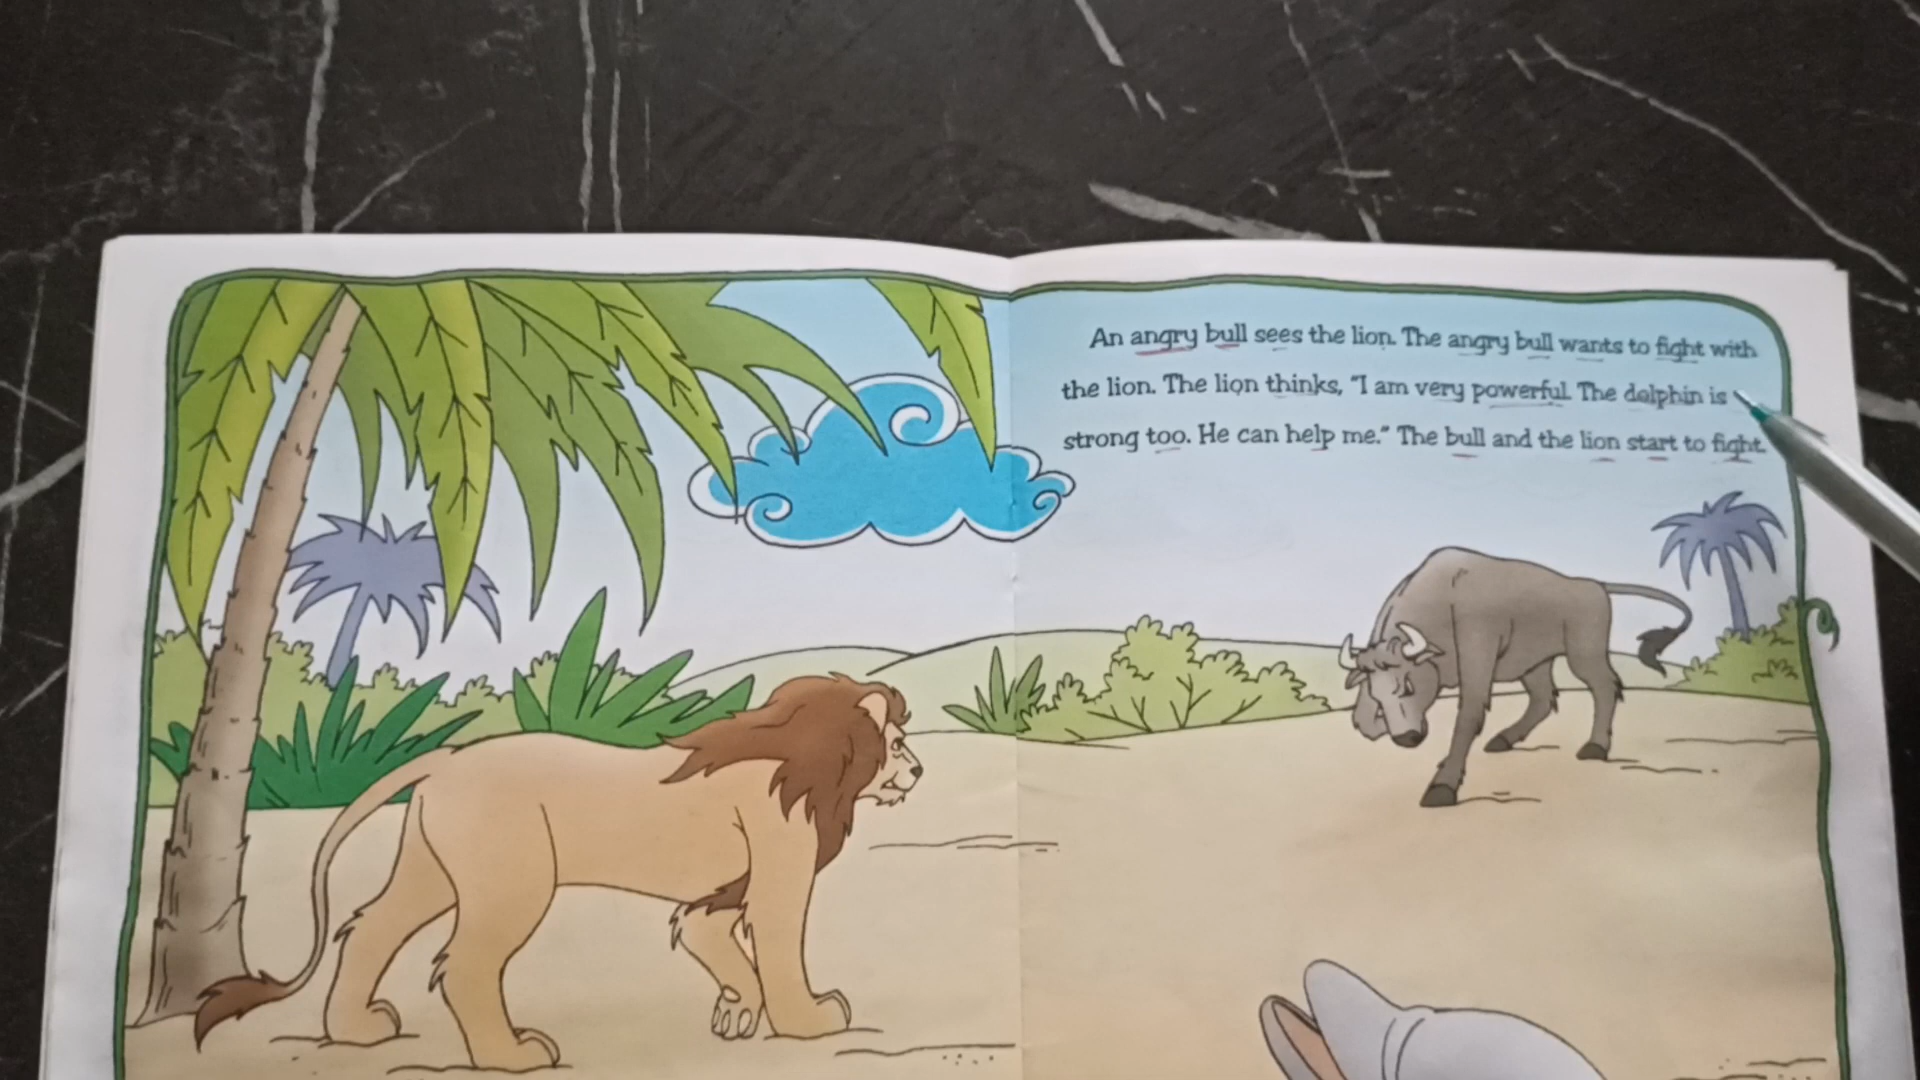 An angry bull sees the lion. The angry bull wants to fight with
the lion. The lion thinks, "I am very powerful. The dolphin is
strong too. He can help me." The bull and the lion start to fight.